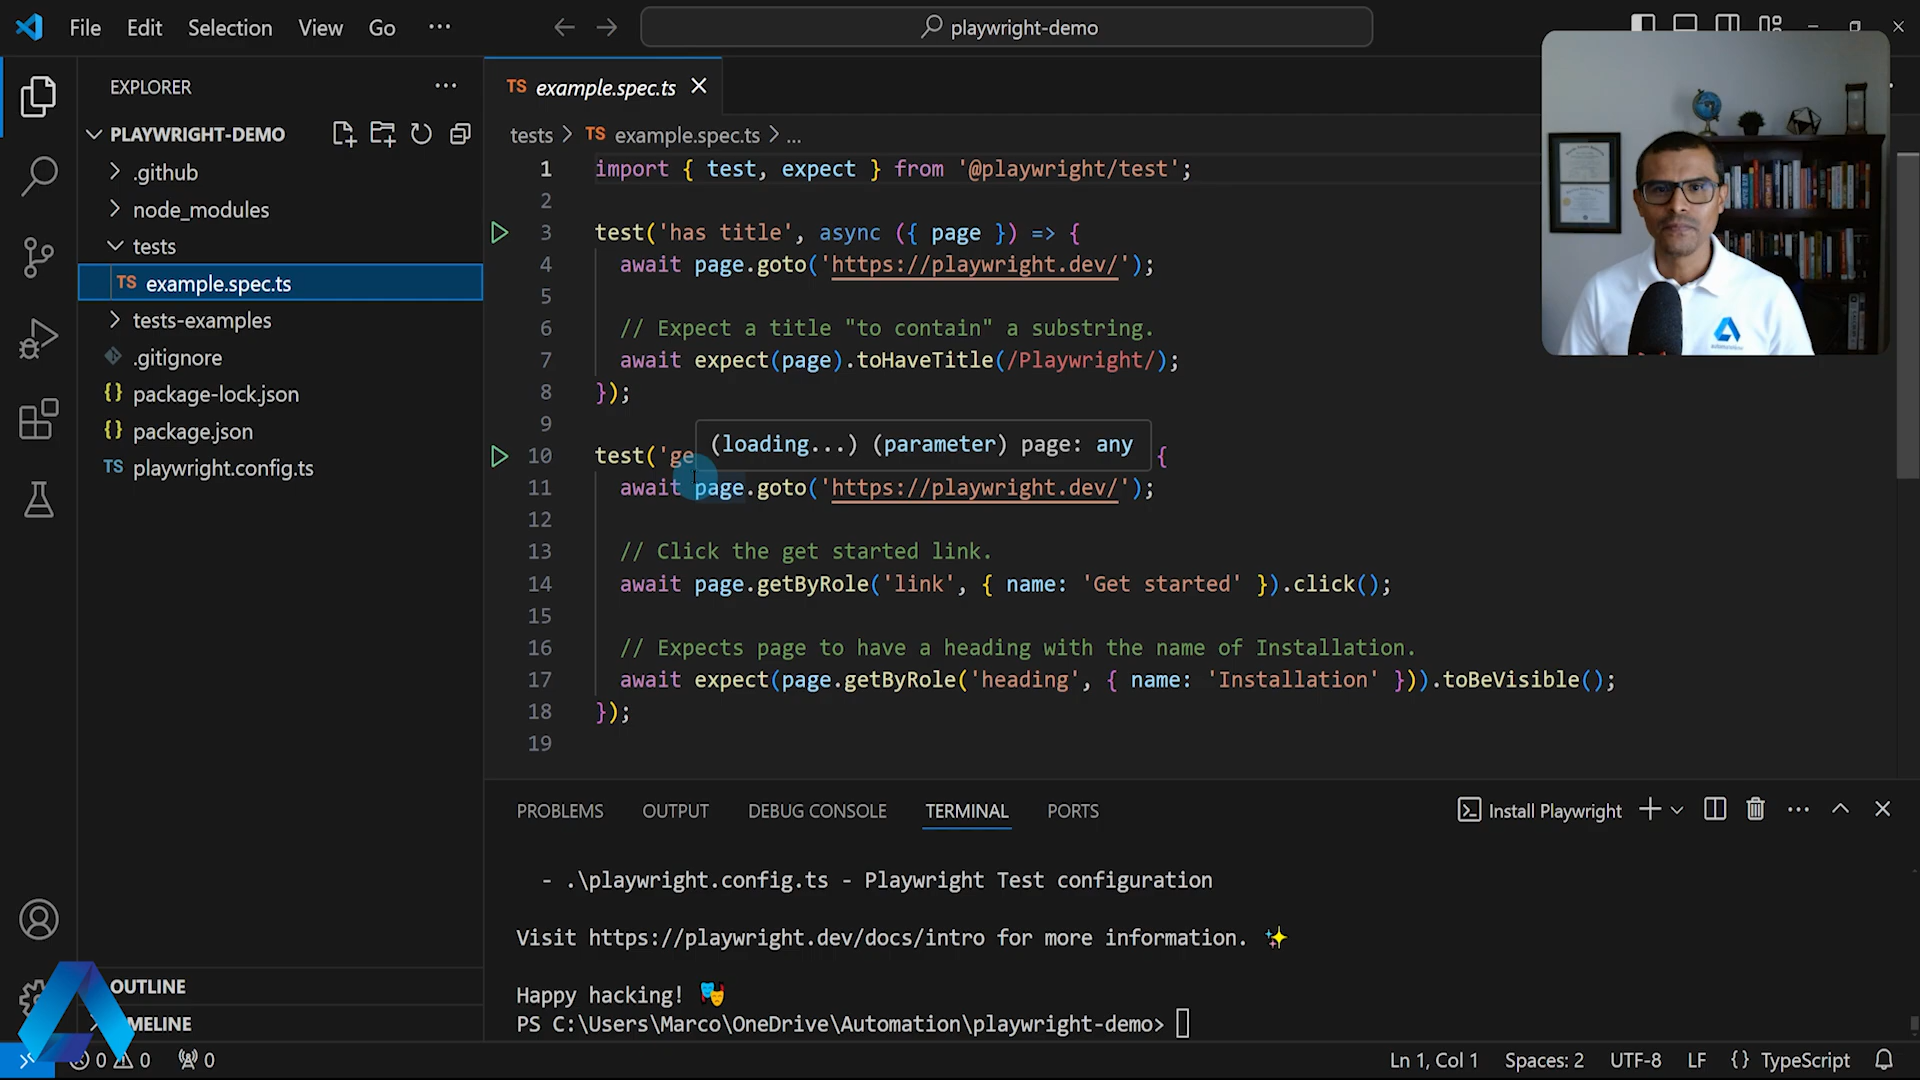 File Edit Selection View Go ···
playwright-demo
EXPLORER
PLAYWRIGHT-DEMO
.github
node_modules
tests
TS example.spec.ts
tests-examples
.gitignore
{} package-lock.json
{} package.json
TS playwright.config.ts
OUTLINE
MELINE
TS example.spec.ts
tests > TS example.spec.ts > ...
1 import { test, expect } from '@playwright/test';
2
3 test('has title', async ({ page }) => {
4 await page.goto('https://playwright.dev/');
5
6 // Expect a title "to contain" a substring.
7 await expect(page).toHaveTitle(/Playwright/);
8 });
9
(loading...) (parameter) page: any
10 test('ge {
11 await page.goto('https://playwright.dev/');
12
13 // Click the get started link.
14 await page.getByRole('link', { name: 'Get started' }).click();
15
16 // Expects page to have a heading with the name of Installation.
17 await expect(page.getByRole('heading', { name: 'Installation' })).toBeVisible();
18 });
19
PROBLEMS OUTPUT DEBUG CONSOLE TERMINAL PORTS
Install Playwright
- .\playwright.config.ts - Playwright Test configuration
Visit https://playwright.dev/docs/intro for more information. ✨
Happy hacking! 🎭
PS C:\Users\Marco\OneDrive\Automation\playwright-demo>
0 0 0
Ln 1, Col 1 Spaces: 2 UTF-8 LF {} TypeScript